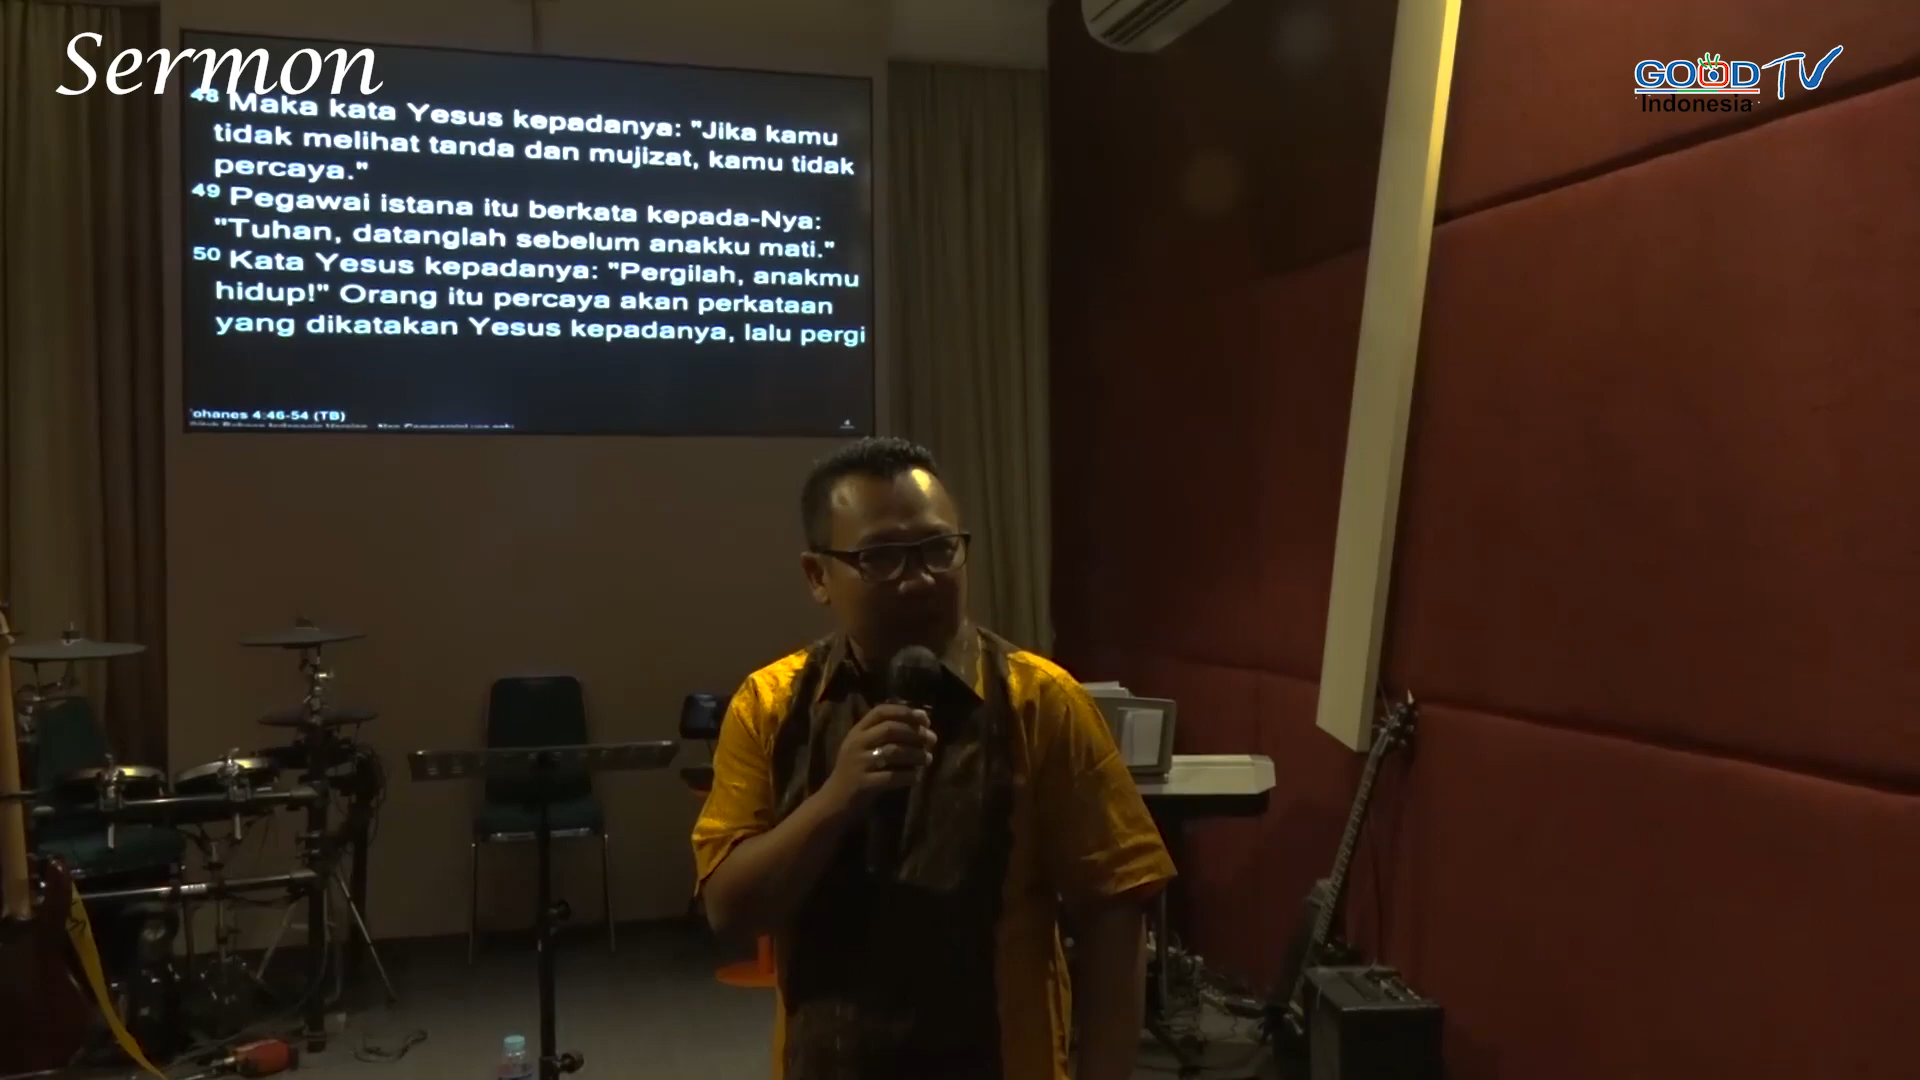 Sermon
GOOD TV
Indonesia
48 Maka kata Yesus kepadanya: "Jika kamu
tidak melihat tanda dan mujizat, kamu tidak
percaya."
49 Pegawai istana itu berkata kepada-Nya:
"Tuhan, datanglah sebelum anakku mati."
50 Kata Yesus kepadanya: "Pergilah, anakmu
hidup!" Orang itu percaya akan perkataan
yang dikatakan Yesus kepadanya, lalu pergi
ohanes 4:46-54 (TB)